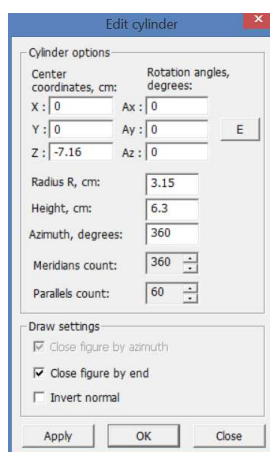 Edit cylinder
Cylinder options
Center coordinates, cm:
Rotation angles, degrees:
X : 0 Ax : 0
Y : 0 Ay : 0 E
Z : -7.16 Az : 0
Radius R, cm: 3.15
Height, cm: 6.3
Azimuth, degrees: 360
Meridians count: 360
Parallels count: 60
Draw settings
Close figure by azimuth
Close figure by end
Invert normal
Apply OK Close